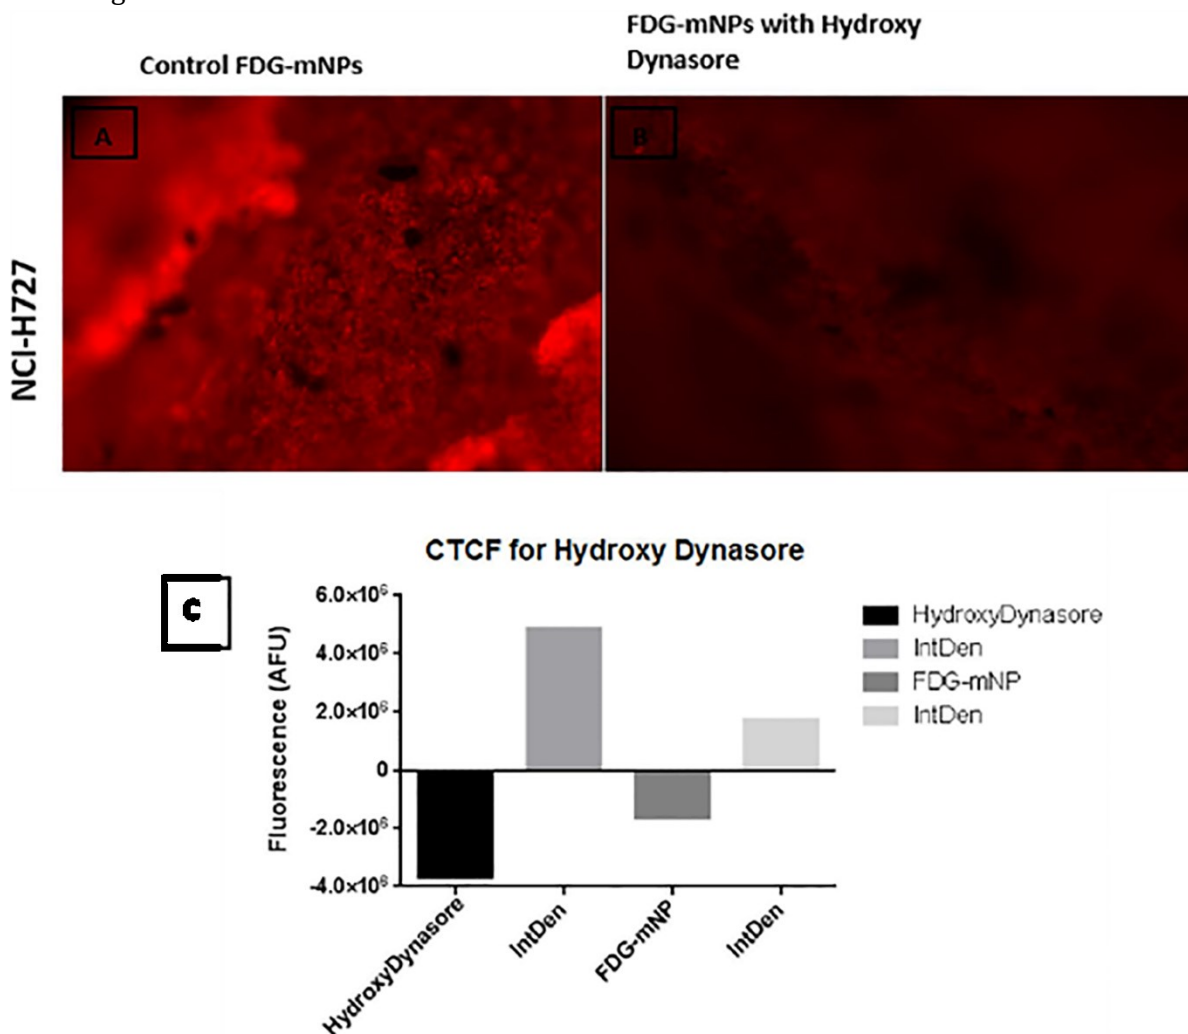 Control FDG-mNPs
FDG-mNPs with Hydroxy
Dynasore
A
B
NCI-H727
CTCF for Hydroxy Dynasore
C
Fluorescence (AFU)
6.0×10⁶
4.0×10⁶
2.0×10⁶
0
-2.0×10⁶
-4.0×10⁶
HydroxyDynasore
IntDen
FDG-mNP
IntDen
HydroxyDynasore
IntDen
FDG-mNP
IntDen